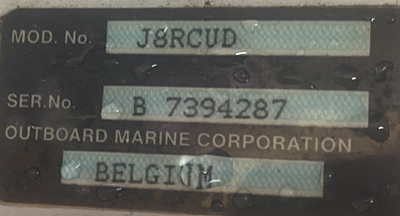 MOD. No. J8RCUD
SER.No. B 7394287
OUTBOARD MARINE CORPORATION
BELGIUM